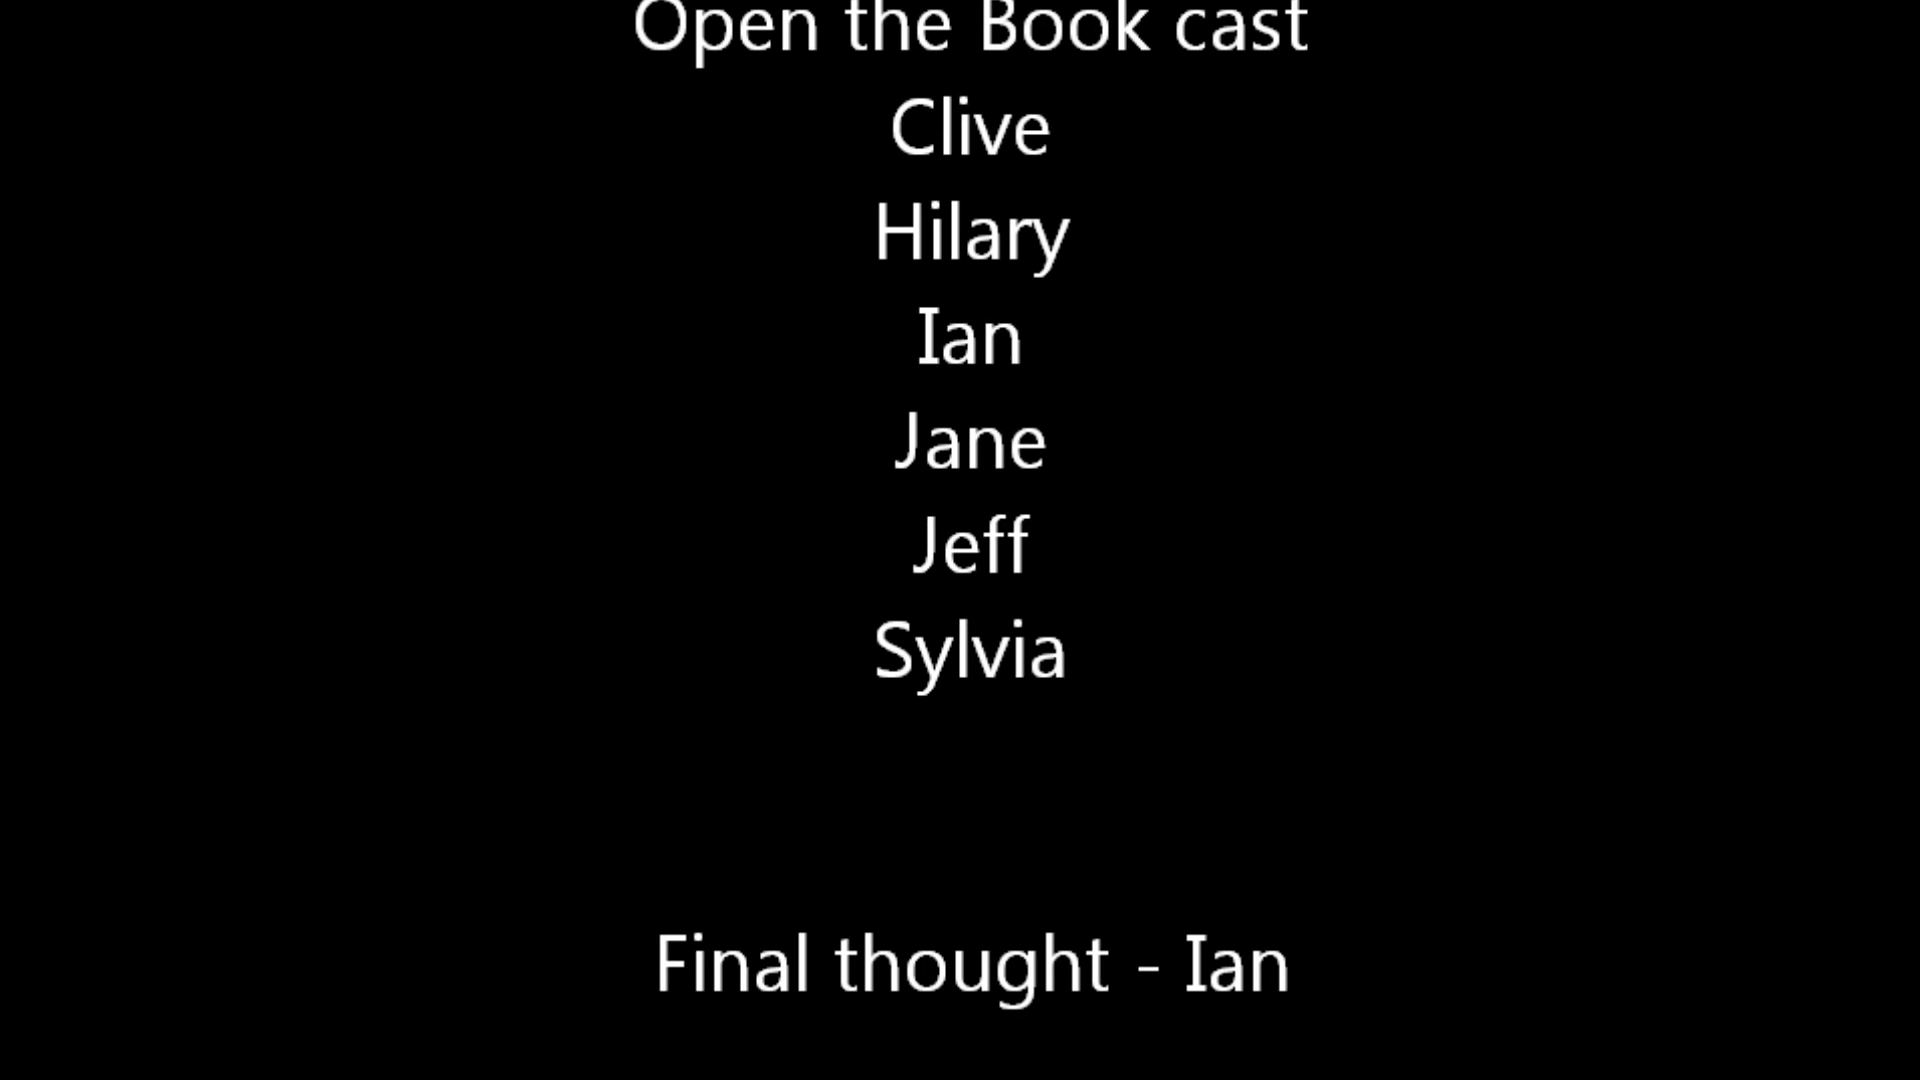 Open the Book cast
Clive
Hilary
Ian
Jane
Jeff
Sylvia
Final thought - Ian